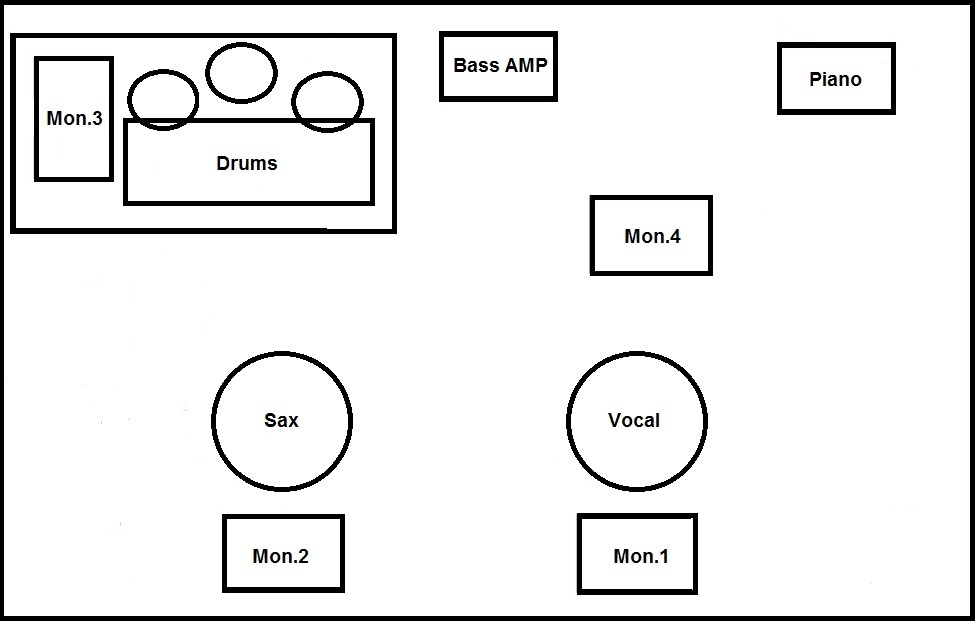 Bass AMP
Piano
Mon.3
Drums
Mon.4
Sax
Vocal
Mon.2
Mon.1